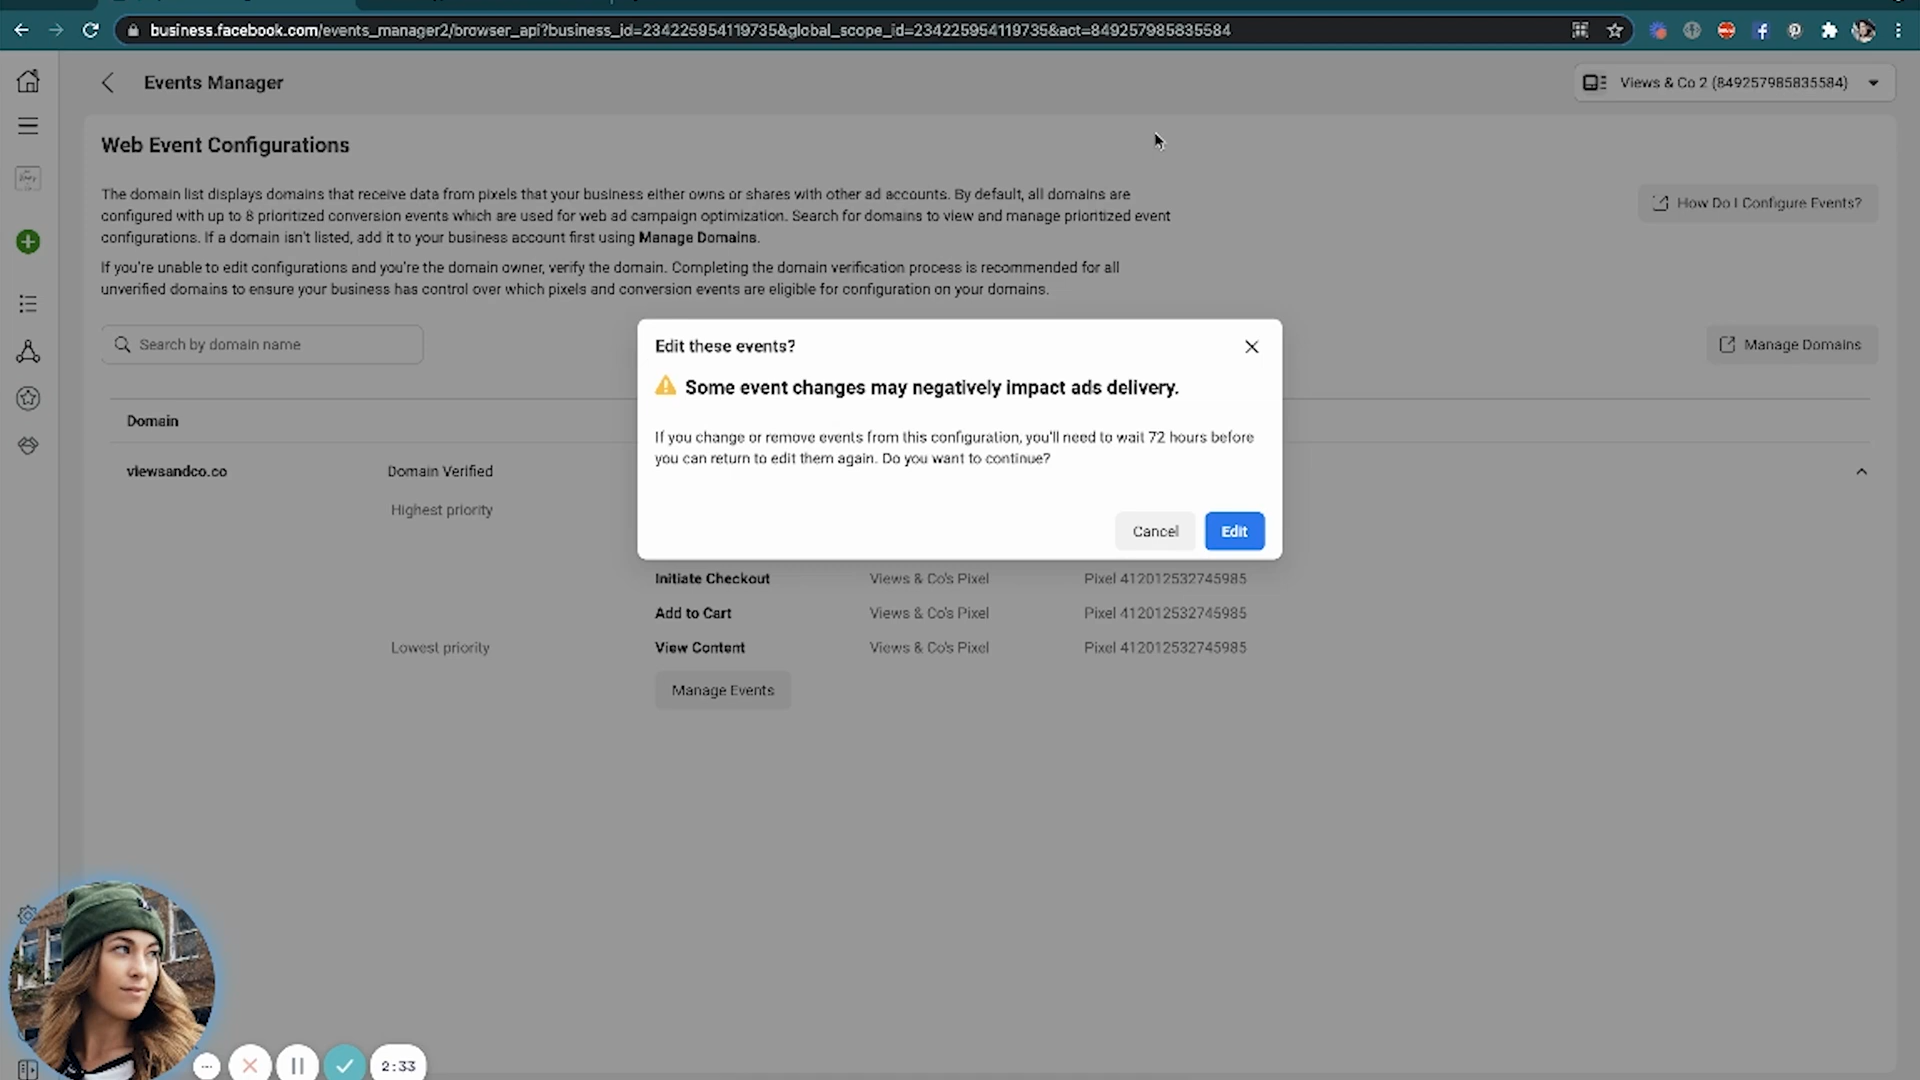 business.facebook.com/events_manager2/browser_api?business_id=234225954119735&global_scope_id=234225954119735&act=849257985835584
Events Manager
Views & Co 2 (849257985835584)
Web Event Configurations
The domain list displays domains that receive data from pixels that your business either owns or shares with other ad accounts. By default, all domains are
configured with up to 8 prioritized conversion events which are used for web ad campaign optimization. Search for domains to view and manage prioritized event
configurations. If a domain isn't listed, add it to your business account first using Manage Domains.
How Do I Configure Events?
If you're unable to edit configurations and you're the domain owner, verify the domain. Completing the domain verification process is recommended for all
unverified domains to ensure your business has control over which pixels and conversion events are eligible for configuration on your domains.
Search by domain name
Manage Domains
Edit these events?
Some event changes may negatively impact ads delivery.
If you change or remove events from this configuration, you'll need to wait 72 hours before
you can return to edit them again. Do you want to continue?
Cancel
Edit
Domain
viewsandco.co
Domain Verified
Highest priority
Initiate Checkout
Views & Co's Pixel
Pixel 412012532745985
Add to Cart
Views & Co's Pixel
Pixel 412012532745985
Lowest priority
View Content
Views & Co's Pixel
Pixel 412012532745985
Manage Events
2:33